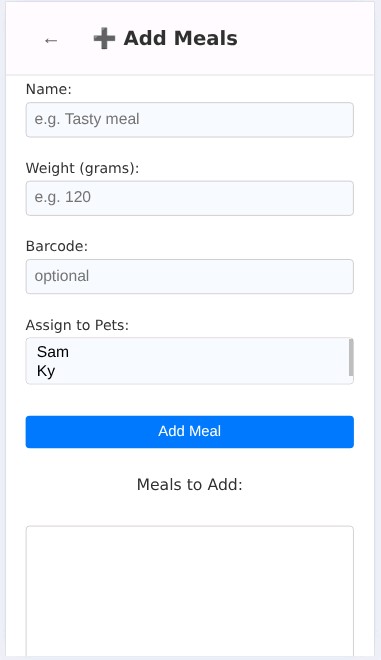 ← ➕ Add Meals
Name:
e.g. Tasty meal
Weight (grams):
e.g. 120
Barcode:
optional
Assign to Pets:
Sam
Ky
Add Meal
Meals to Add: